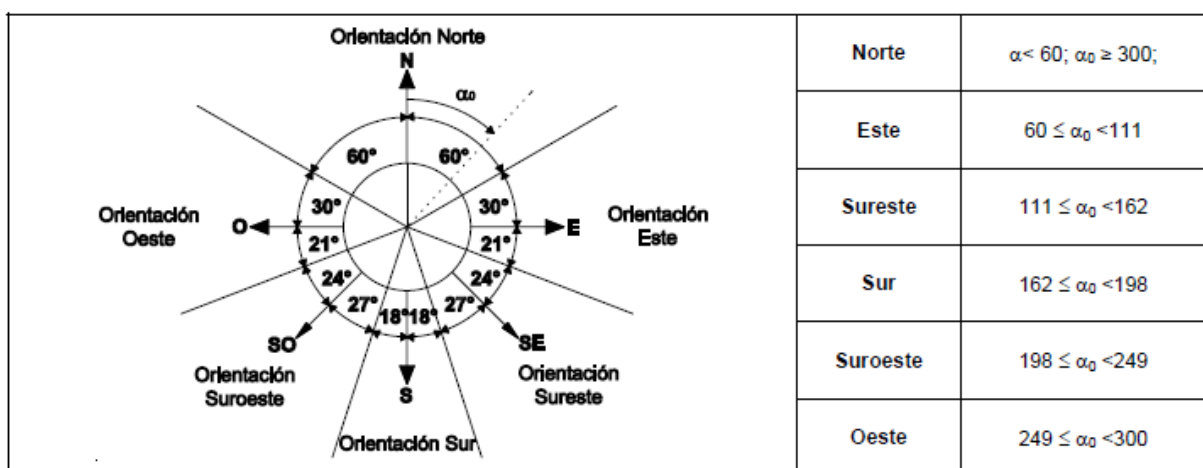 Orientación Norte
N
α₀
60°
60°
30°
30°
Orientación
Oeste
O
E
Orientación
Este
21°
21°
24°
24°
27°
18°
18°
27°
SO
SE
Orientación
Suroeste
S
Orientación
Sureste
Orientación Sur
Norte
α< 60; α₀ ≥ 300;
Este
60 ≤ α₀ <111
Sureste
111 ≤ α₀ <162
Sur
162 ≤ α₀ <198
Suroeste
198 ≤ α₀ <249
Oeste
249 ≤ α₀ <300